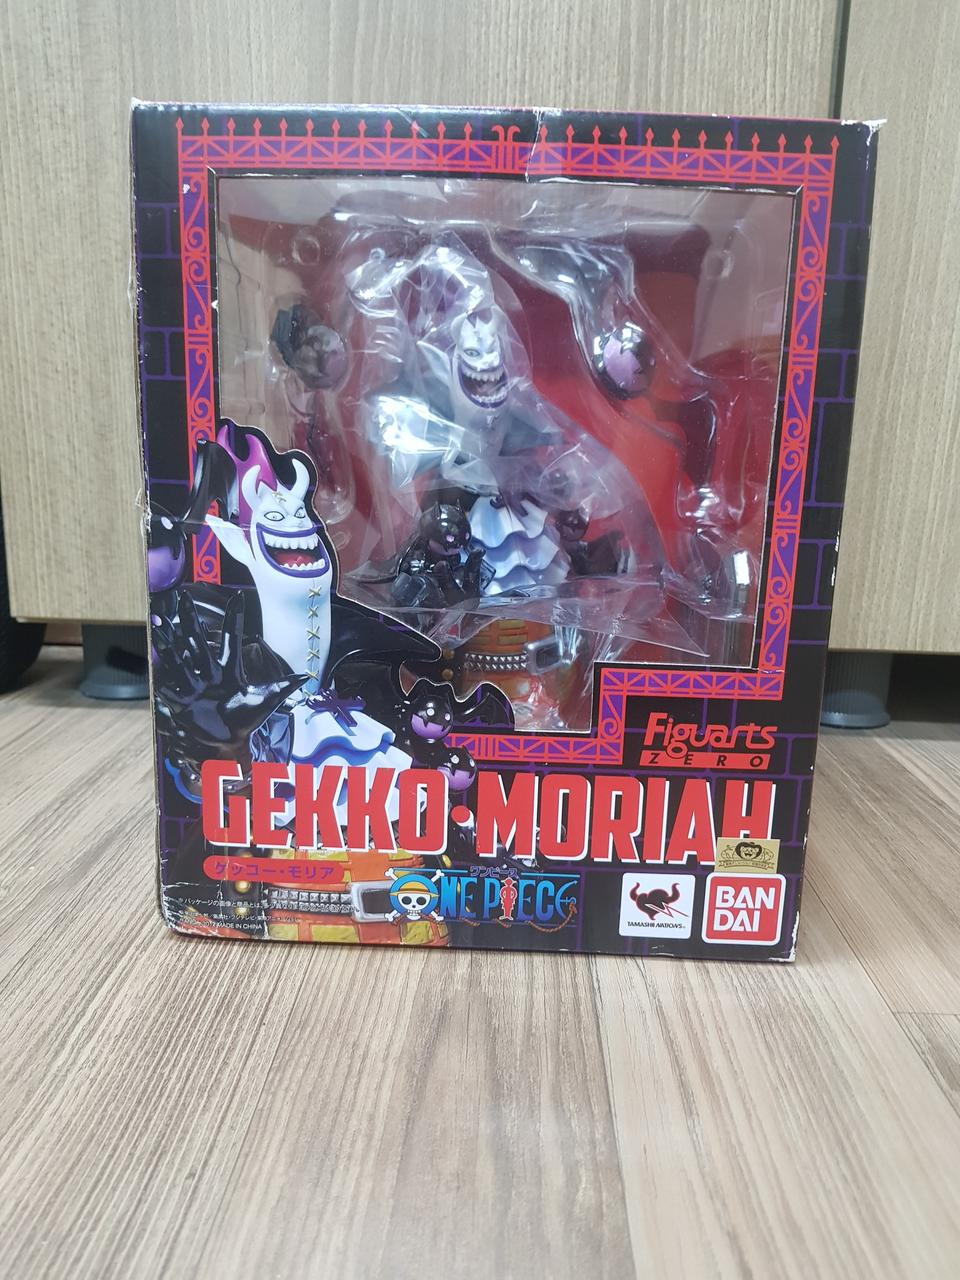 Figuarts
ZERO
GEKKO・MORIAH
ゲッコー・モリア
ワンピース
ONE PIECE
TAMASHII NATIONS
BAN
DAI
MADE IN CHINA